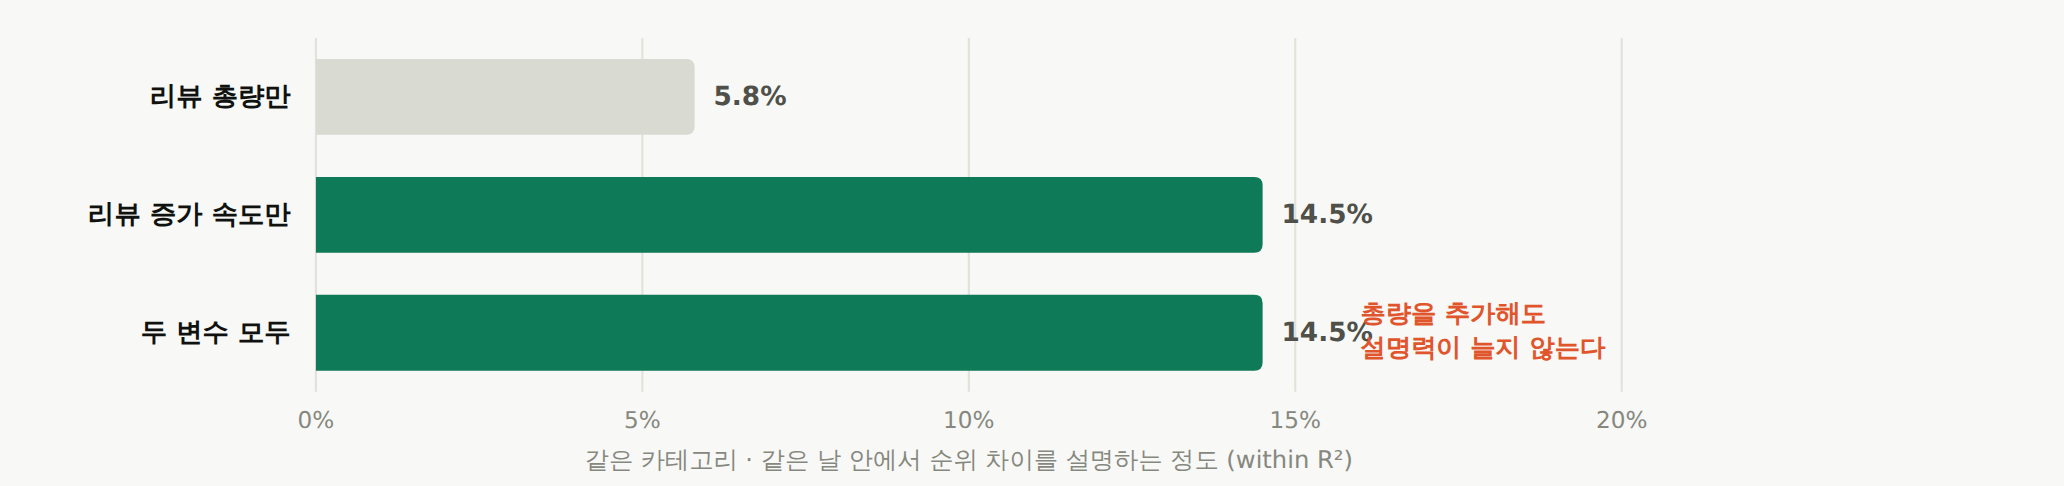 리뷰 총량만
5.8%
리뷰 증가 속도만
14.5%
두 변수 모두
14.5%
총량을 추가해도
설명력이 늘지 않는다
0% 5% 10% 15% 20%
같은 카테고리 · 같은 날 안에서 순위 차이를 설명하는 정도 (within R²)